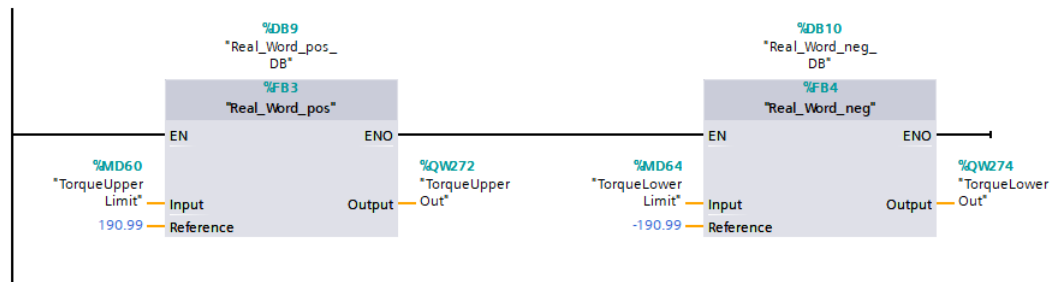 %DB9
"Real_Word_pos_
DB"
%FB3
"Real_Word_pos"
EN ENO
%MD60
"TorqueUpper
Limit" Input
190.99 Reference
Output
%QW272
"TorqueUpper
Out"
%DB10
"Real_Word_neg_
DB"
%FB4
"Real_Word_neg"
EN ENO
%MD64
"TorqueLower
Limit" Input
-190.99 Reference
Output
%QW274
"TorqueLower
Out"